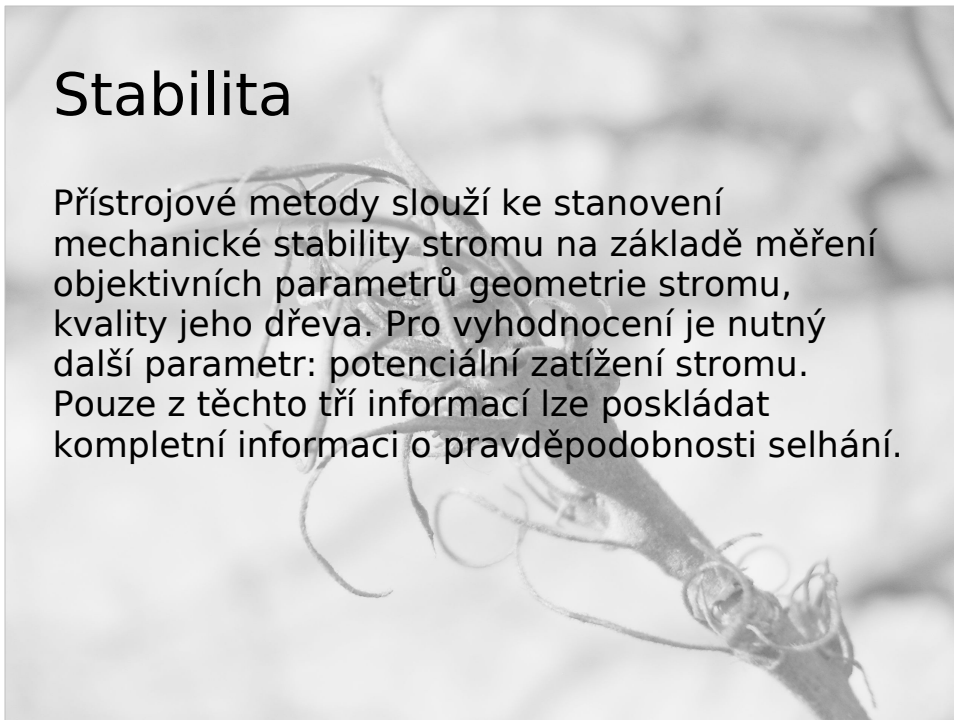 Stabilita
Přístrojové metody slouží ke stanovení
mechanické stability stromu na základě měření
objektivních parametrů geometrie stromu,
kvality jeho dřeva. Pro vyhodnocení je nutný
další parametr: potenciální zatížení stromu.
Pouze z těchto tří informací lze poskládat
kompletní informaci o pravděpodobnosti selhání.